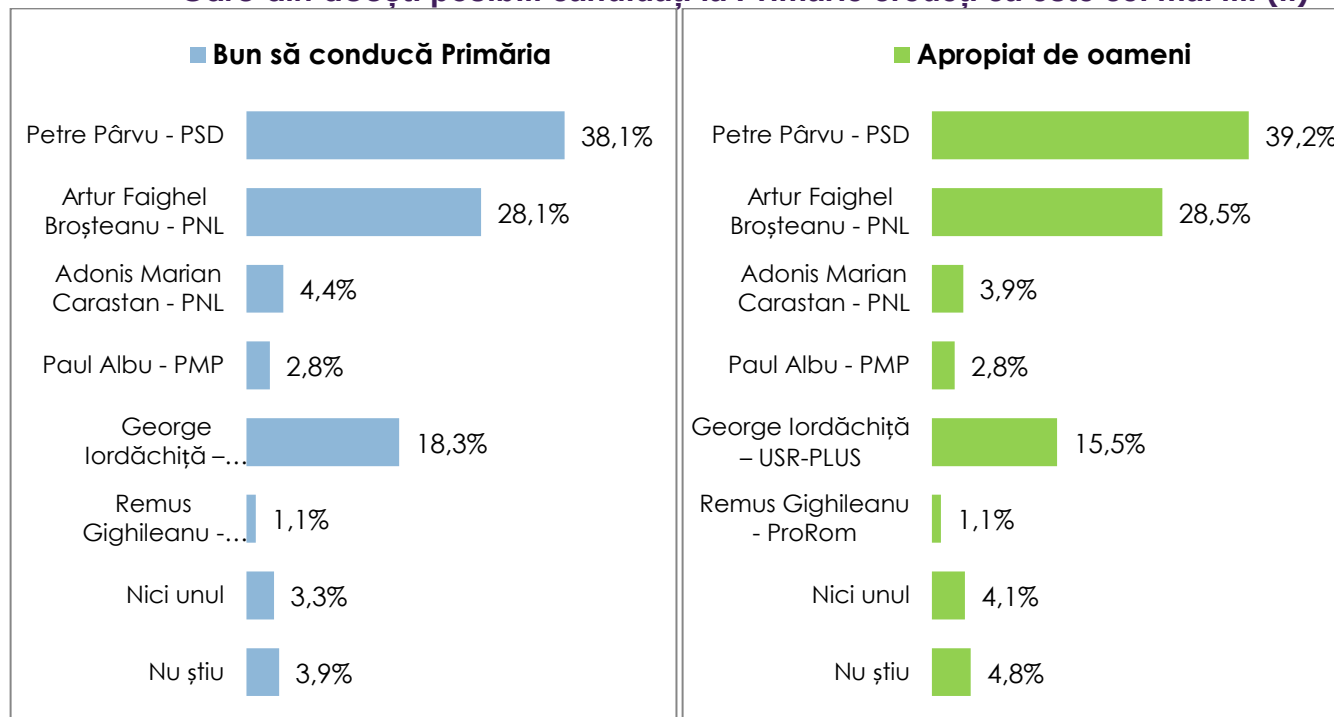 Bun să conducă Primăria
Petre Pârvu - PSD
38,1%
Artur Faighel
Broșteanu - PNL
28,1%
Adonis Marian
Carastan - PNL
4,4%
Paul Albu - PMP
2,8%
George
Iordăchiță –…
18,3%
Remus
Gighileanu -…
1,1%
Nici unul
3,3%
Nu știu
3,9%
Apropiat de oameni
Petre Pârvu - PSD
39,2%
Artur Faighel
Broșteanu - PNL
28,5%
Adonis Marian
Carastan - PNL
3,9%
Paul Albu - PMP
2,8%
George Iordăchiță
– USR-PLUS
15,5%
Remus Gighileanu
- ProRom
1,1%
Nici unul
4,1%
Nu știu
4,8%